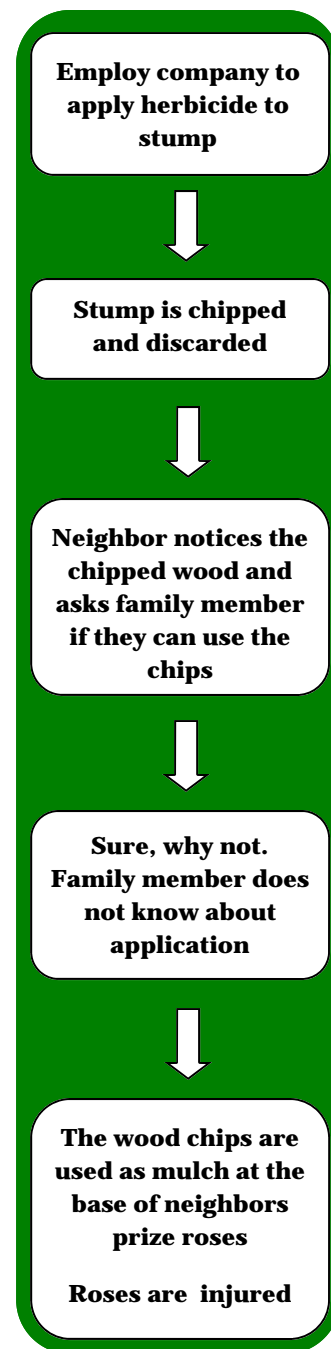 Employ company to
apply herbicide to
stump
Stump is chipped
and discarded
Neighbor notices the
chipped wood and
asks family member
if they can use the
chips
Sure, why not.
Family member does
not know about
application
The wood chips are
used as mulch at the
base of neighbors
prize roses
Roses are injured